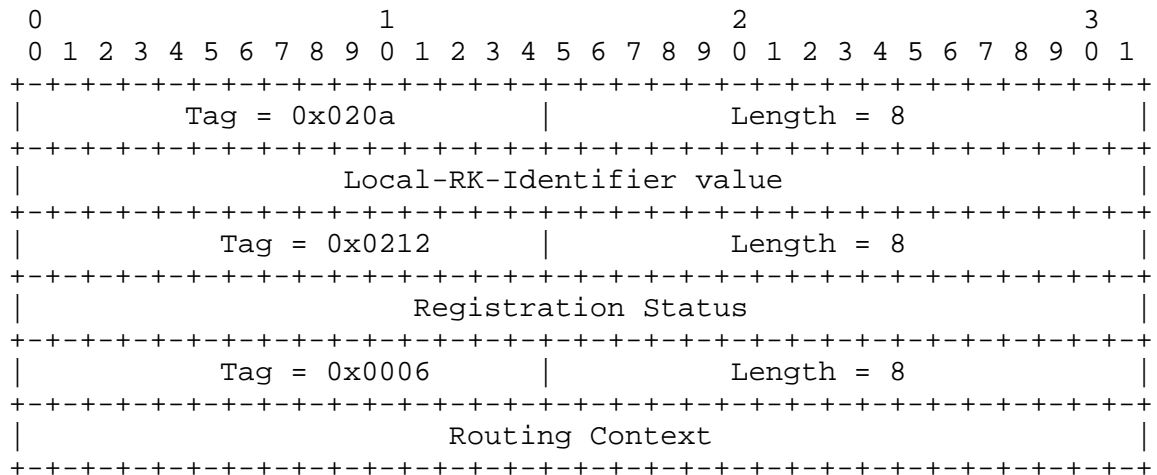 0                   1                   2                   3
 0 1 2 3 4 5 6 7 8 9 0 1 2 3 4 5 6 7 8 9 0 1 2 3 4 5 6 7 8 9 0 1
+-+-+-+-+-+-+-+-+-+-+-+-+-+-+-+-+-+-+-+-+-+-+-+-+-+-+-+-+-+-+-+-+
|         Tag = 0x020a        |          Length = 8             |
+-+-+-+-+-+-+-+-+-+-+-+-+-+-+-+-+-+-+-+-+-+-+-+-+-+-+-+-+-+-+-+-+
|                  Local-RK-Identifier value                    |
+-+-+-+-+-+-+-+-+-+-+-+-+-+-+-+-+-+-+-+-+-+-+-+-+-+-+-+-+-+-+-+-+
|           Tag = 0x0212      |          Length = 8             |
+-+-+-+-+-+-+-+-+-+-+-+-+-+-+-+-+-+-+-+-+-+-+-+-+-+-+-+-+-+-+-+-+
|                      Registration Status                      |
+-+-+-+-+-+-+-+-+-+-+-+-+-+-+-+-+-+-+-+-+-+-+-+-+-+-+-+-+-+-+-+-+
|           Tag = 0x0006      |          Length = 8             |
+-+-+-+-+-+-+-+-+-+-+-+-+-+-+-+-+-+-+-+-+-+-+-+-+-+-+-+-+-+-+-+-+
|                        Routing Context                        |
+-+-+-+-+-+-+-+-+-+-+-+-+-+-+-+-+-+-+-+-+-+-+-+-+-+-+-+-+-+-+-+-+